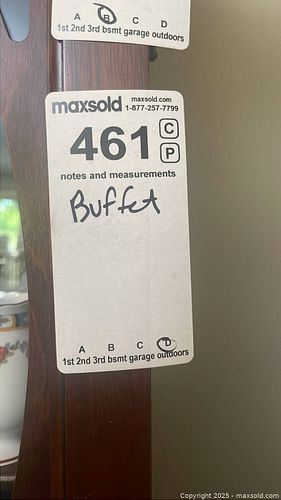 A B C D
1st 2nd 3rd bsmt garage outdoors
maxsold maxsold.com
1-877-257-7799
461 C
P
notes and measurements
Buffet
A B C D
1st 2nd 3rd bsmt garage outdoors
Copyright © 2025 - maxsold.com